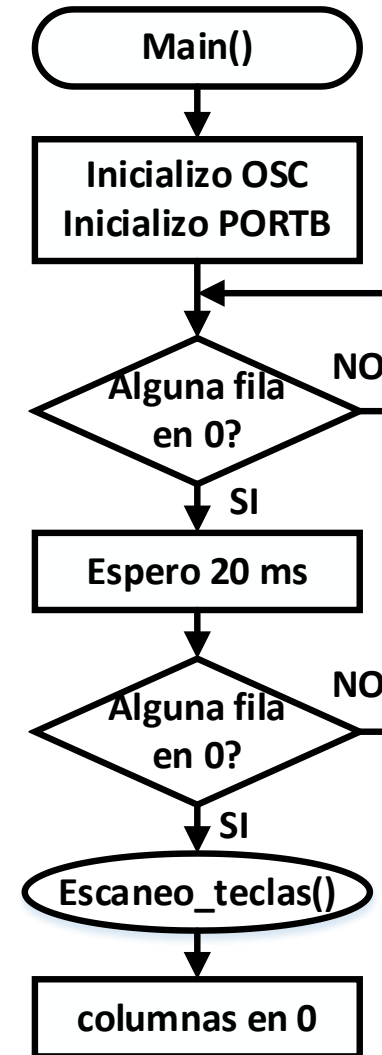 Main()
Inicializo OSC
Inicializo PORTB
Alguna fila
en 0?
NO
SI
Espero 20 ms
Alguna fila
en 0?
NO
SI
Escaneo_teclas()
columnas en 0